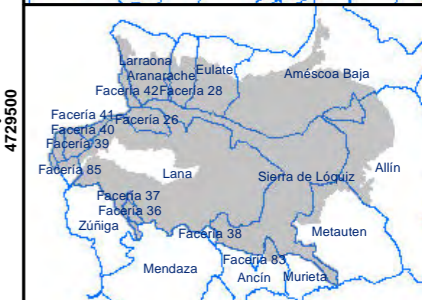 Larraona
Aranarache
Eulate
Améscoa Baja
Facería 42
Facería 28
Facería 41
Facería 26
Facería 40
Facería 39
Facería 85
Lana
Sierra de Lóquiz
Allín
Facería 37
Facería 36
Zúñiga
Facería 38
Metauten
Mendaza
Facería 83
Ancín
Murieta
4729500